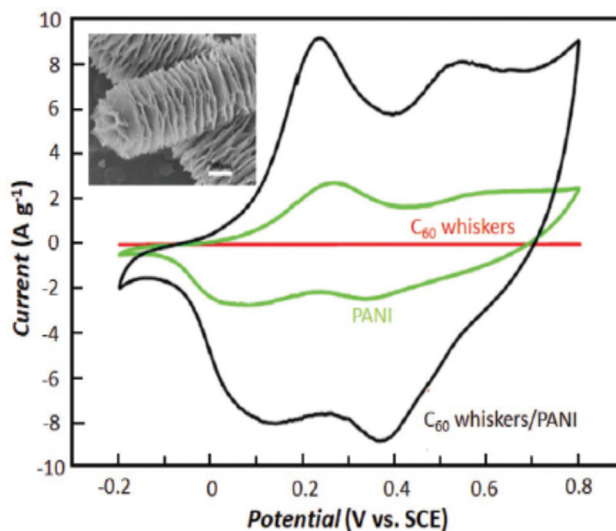 10
8
6
4
2
0
-2
-4
-6
-8
-10
Current (A g⁻¹)
C₆₀ whiskers
PANI
C₆₀ whiskers/PANI
-0.2 0 0.2 0.4 0.6 0.8
Potential (V vs. SCE)